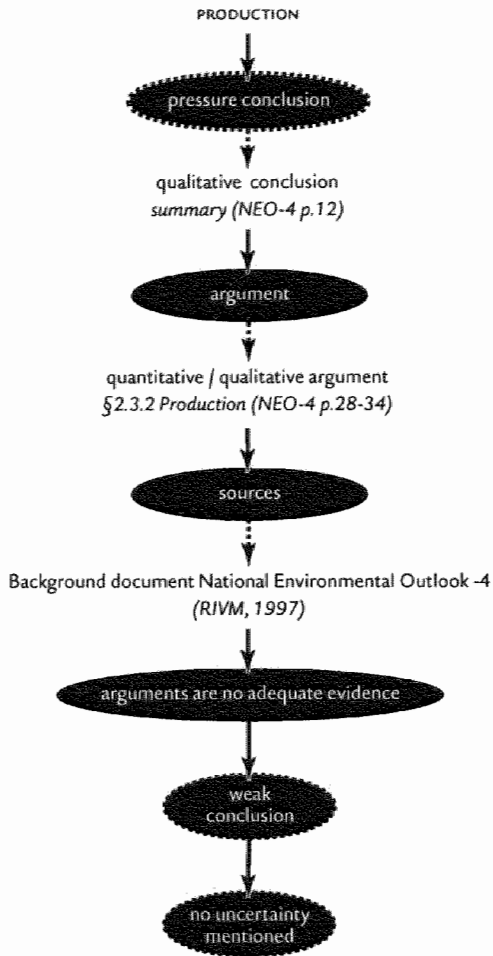 PRODUCTION
pressure conclusion
qualitative conclusion
summary (NEO-4 p.12)
argument
quantitative / qualitative argument
§2.3.2 Production (NEO-4 p.28-34)
sources
Background document National Environmental Outlook -4
(RIVM, 1997)
arguments are no adequate evidence
weak
conclusion
no uncertainty
mentioned